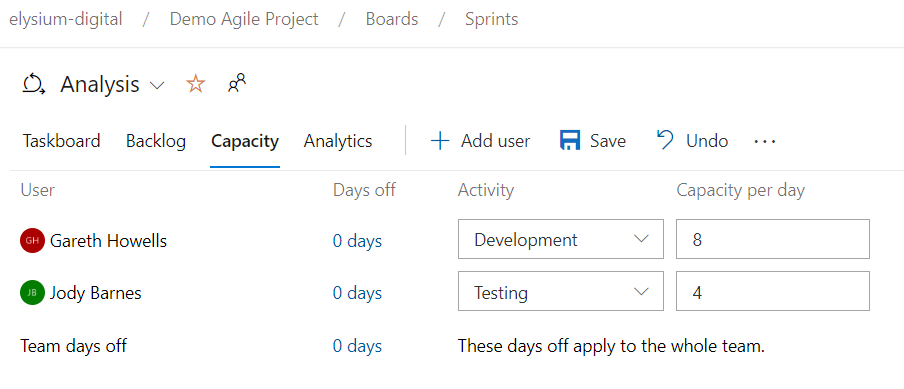 elysium-digital / Demo Agile Project / Boards / Sprints
Analysis
Taskboard Backlog Capacity Analytics Add user Save Undo ...
User Days off Activity Capacity per day
GH Gareth Howells 0 days Development 8
JB Jody Barnes 0 days Testing 4
Team days off 0 days These days off apply to the whole team.